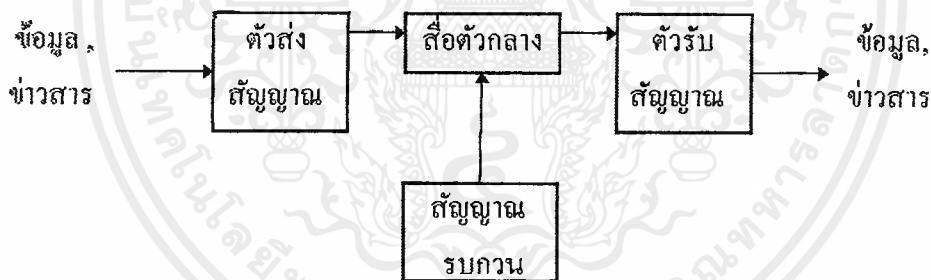 ข้อมูล ,
ข่าวสาร
ตัวส่ง
สัญญาณ
สื่อตัวกลาง
ตัวรับ
สัญญาณ
ข้อมูล,
ข่าวสาร
สัญญาณ
รบกวน